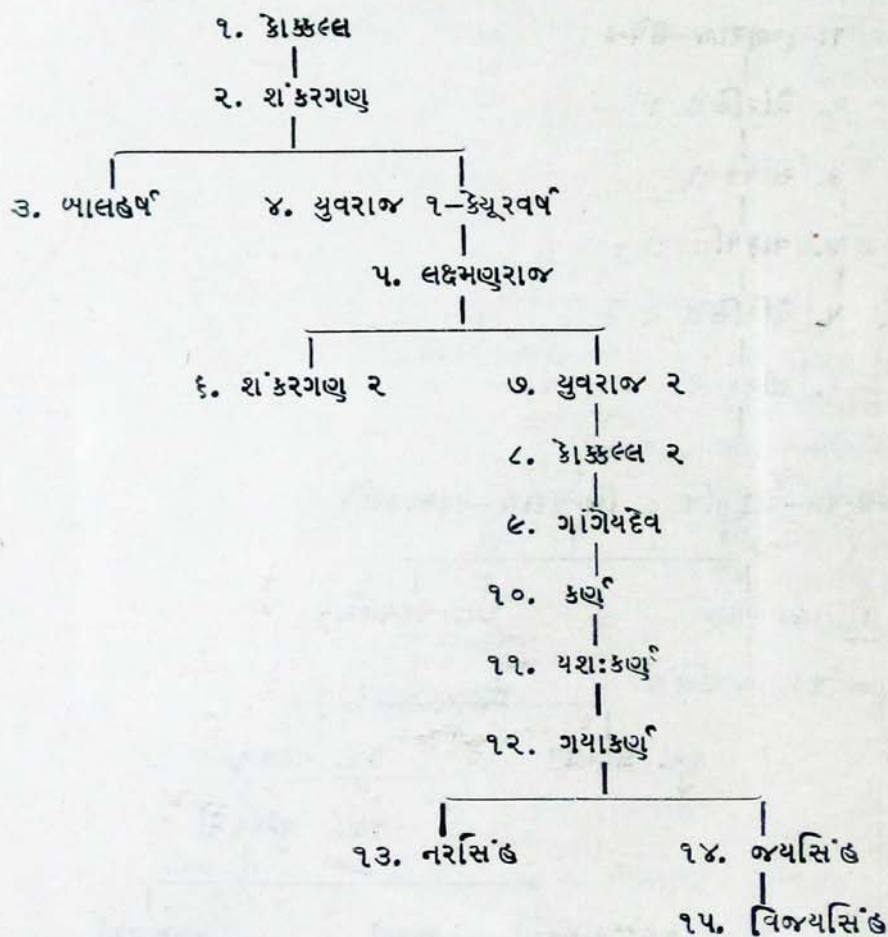 ૧. કોક્કલ્લ
૨. શંકરગણ
૩. બાલહર્ષ ૪. યુવરાજ ૧-કેયૂરવર્ષ
૫. લક્ષ્મણરાજ
૬. શંકરગણ ૨ ૭. યુવરાજ ૨
૮. કોક્કલ્લ ૨
૯. ગાંગેયદેવ
૧૦. કર્ણ
૧૧. યશઃકર્ણ
૧૨. ગયાકર્ણ
૧૩. નરસિંહ ૧૪. જયસિંહ
૧૫. વિજયસિંહ